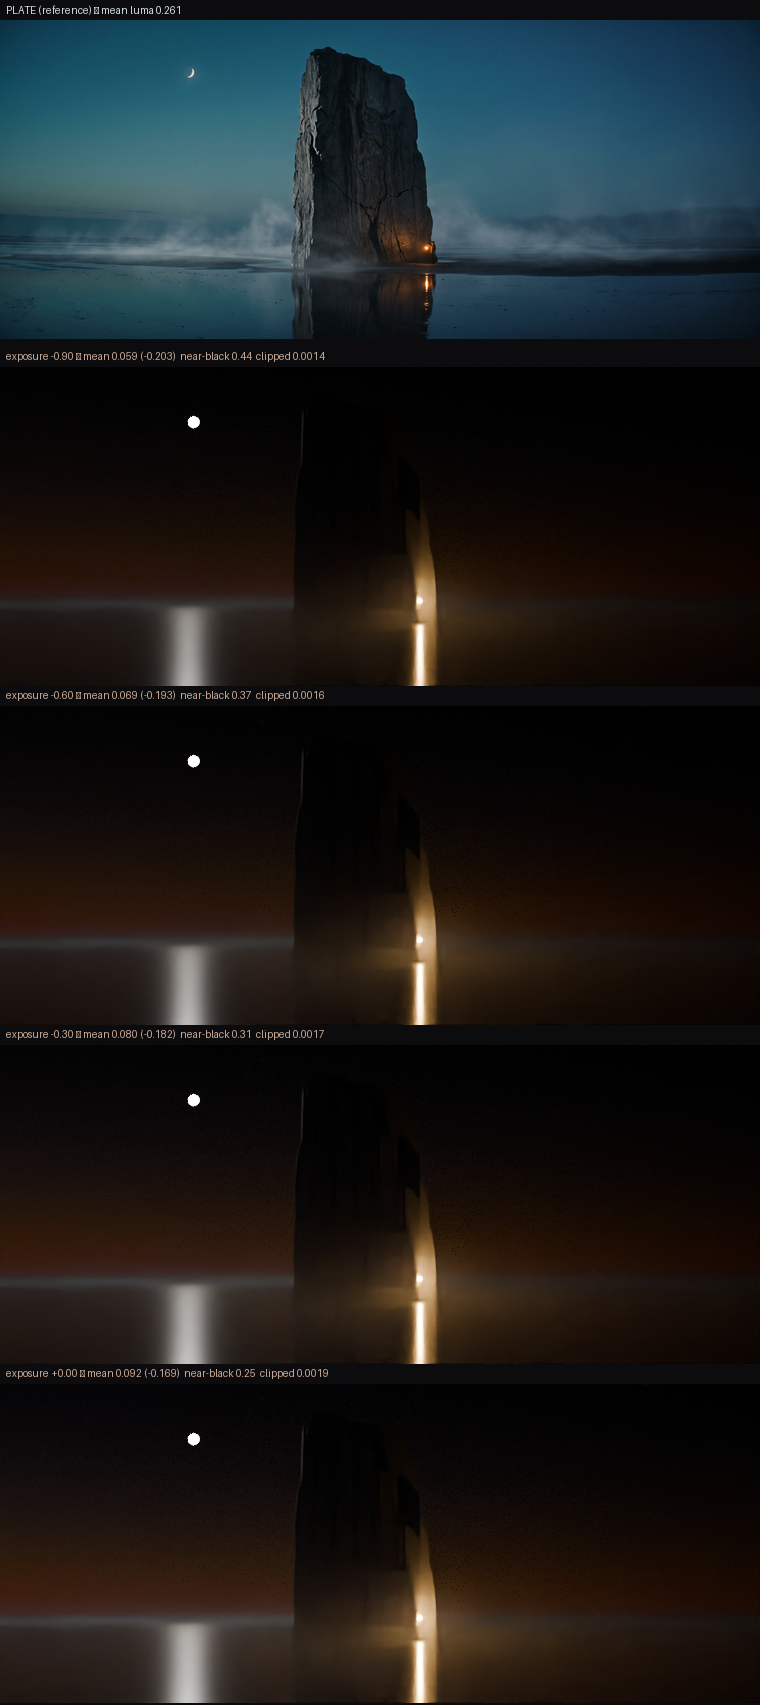 PLATE (reference) ▯ mean luma 0.261
exposure -0.90 ▯ mean 0.059 (-0.203) near-black 0.44 clipped 0.0014
exposure -0.60 ▯ mean 0.069 (-0.193) near-black 0.37 clipped 0.0016
exposure -0.30 ▯ mean 0.080 (-0.182) near-black 0.31 clipped 0.0017
exposure +0.00 ▯ mean 0.092 (-0.169) near-black 0.25 clipped 0.0019